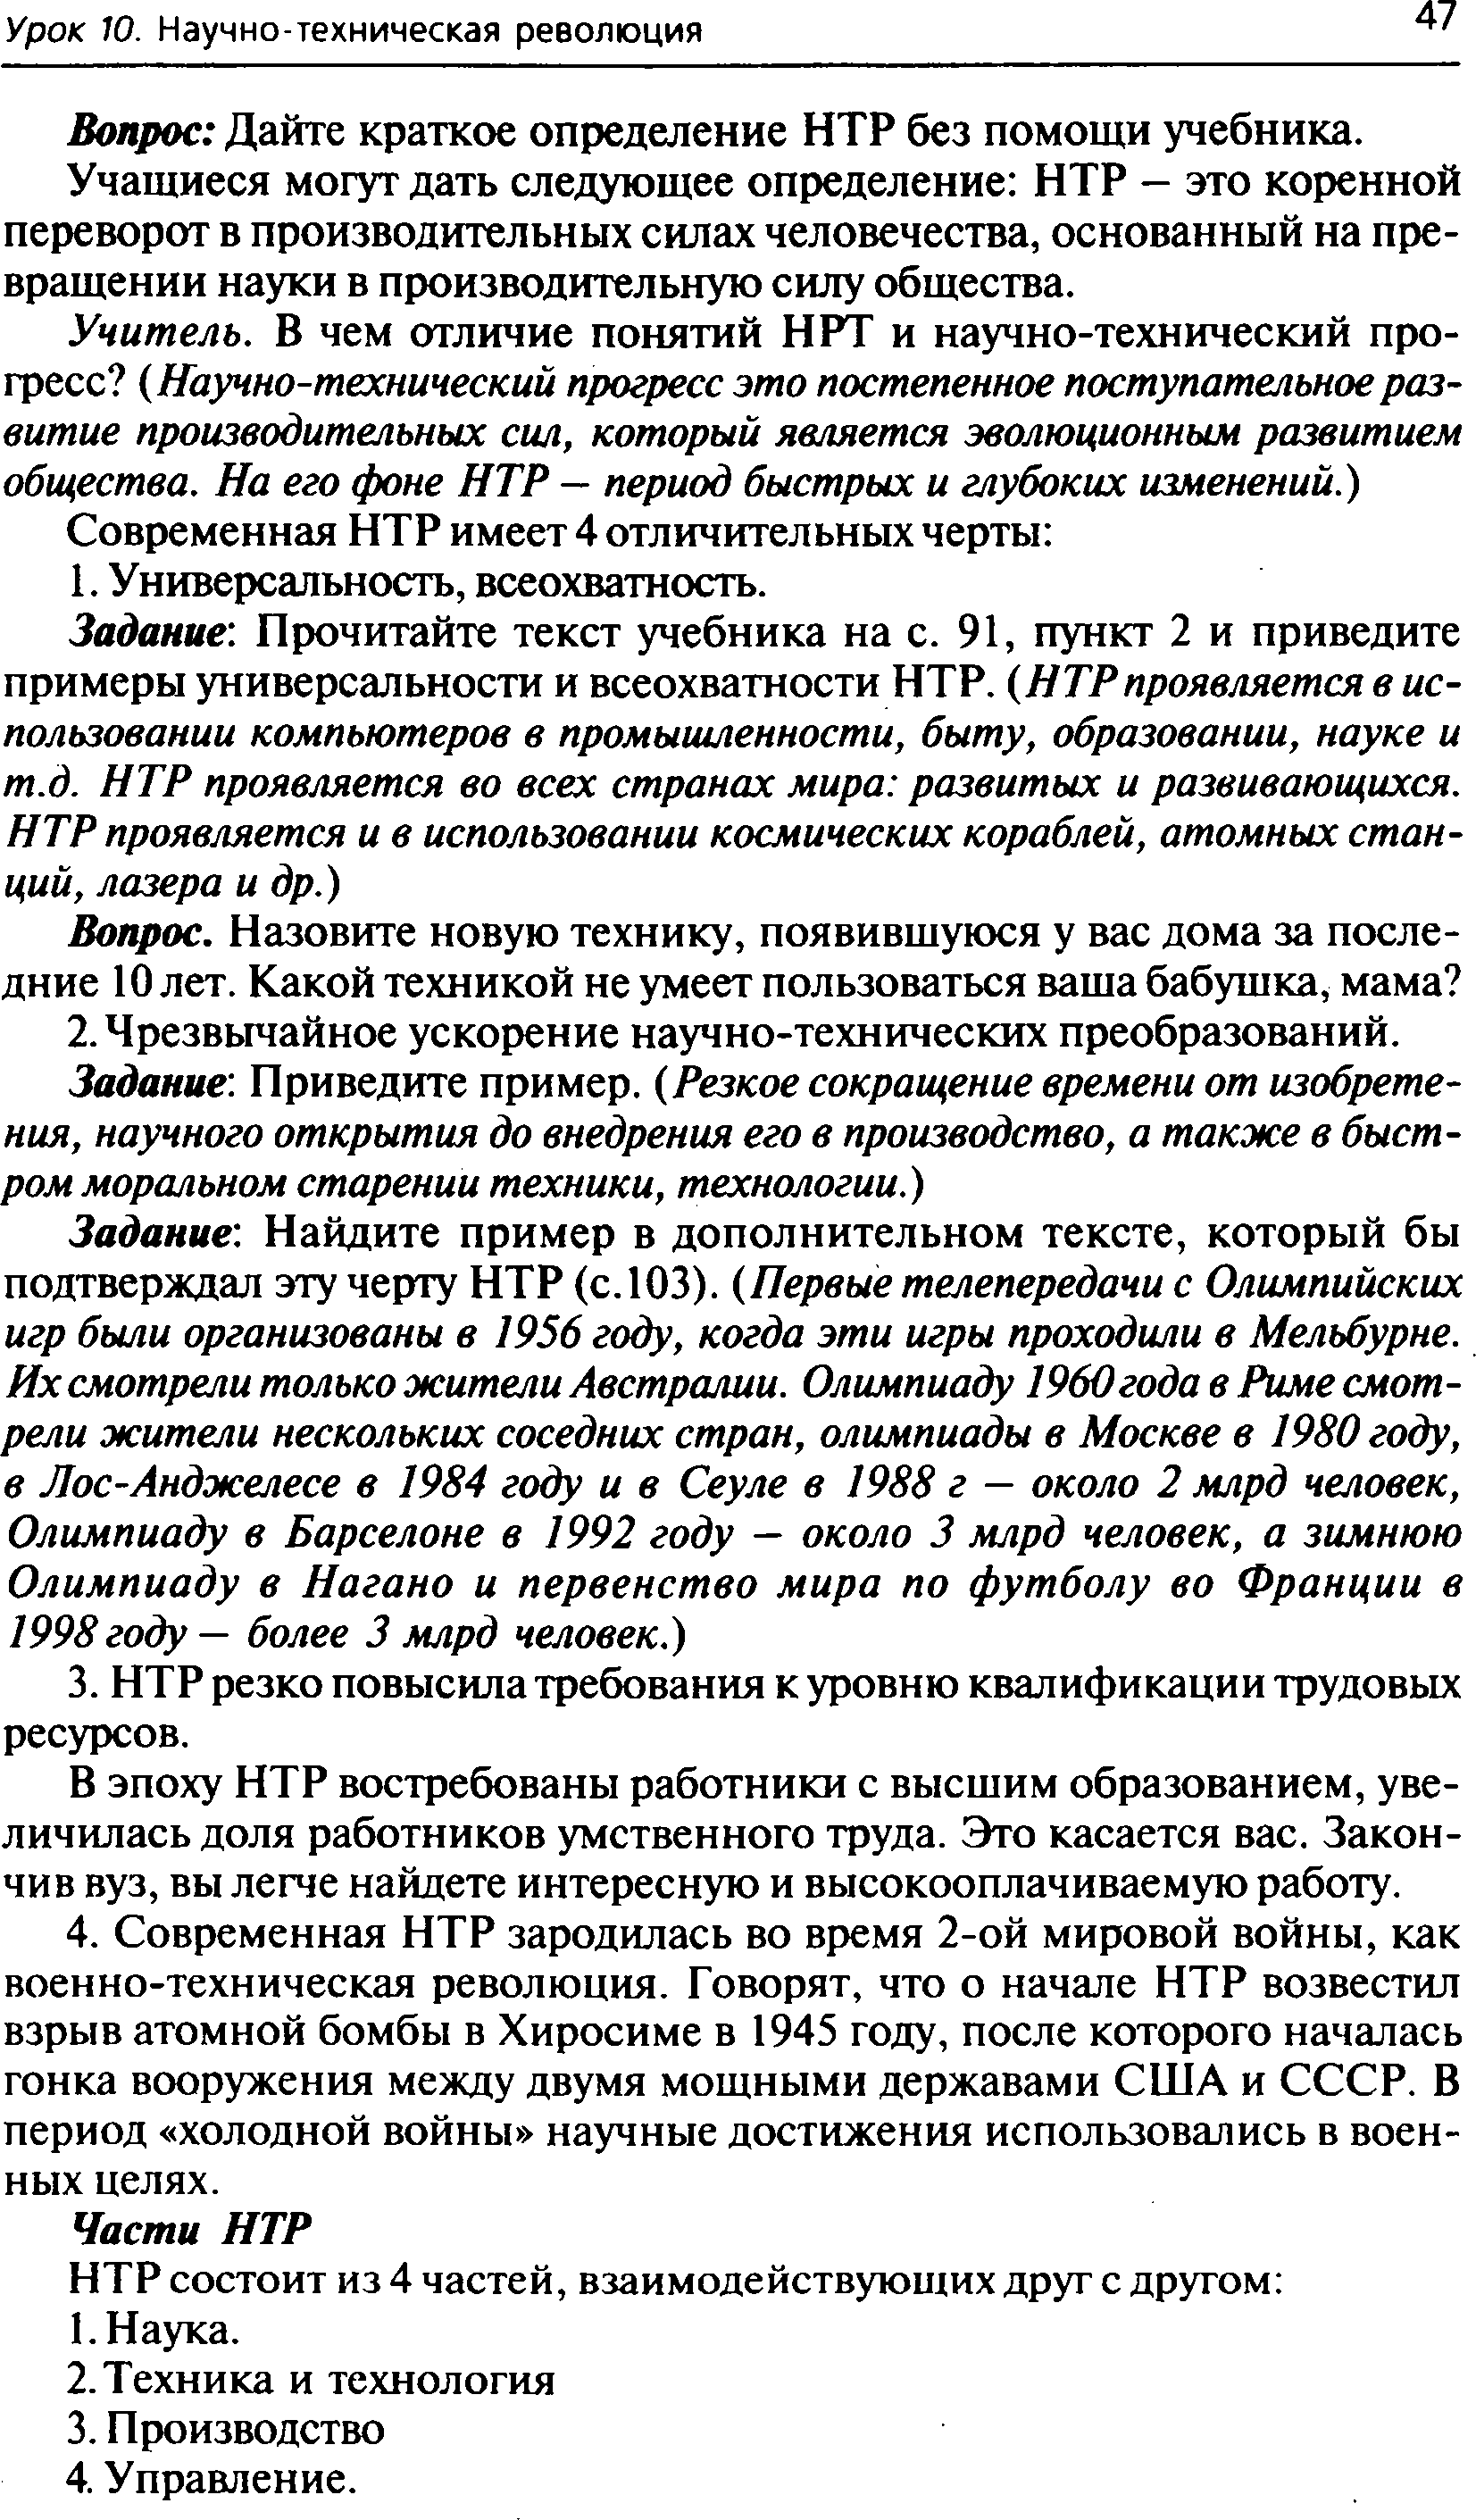 Урок 10. Научно-техническая революция
47
Вопрос: Дайте краткое определение НТР без помощи учебника.
Учащиеся могут дать следующее определение: НТР – это коренной
переворот в производительных силах человечества, основанный на пре-
вращении науки в производительную силу общества.
Учитель. В чем отличие понятий НРТ и научно-технический про-
гресс? (Научно-технический прогресс это постепенное поступательное раз-
витие производительных сил, который является эволюционным развитием
общества. На его фоне НТР – период быстрых и глубоких изменений.)
Современная НТР имеет 4 отличительных черты:
1. Универсальность, всеохватность.
Задание: Прочитайте текст учебника на с. 91, пункт 2 и приведите
примеры универсальности и всеохватности НТР. (НТР проявляется в ис-
пользовании компьютеров в промышленности, быту, образовании, науке и
т.д. НТР проявляется во всех странах мира: развитых и развивающихся.
НТР проявляется и в использовании космических кораблей, атомных стан-
ций, лазера и др.)
Вопрос. Назовите новую технику, появившуюся у вас дома за послед-
дние 10 лет. Какой техникой не умеет пользоваться ваша бабушка, мама?
2. Чрезвычайное ускорение научно-технических преобразований.
Задание: Приведите пример. (Резкое сокращение времени от изобрете-
ния, научного открытия до внедрения его в производство, а также в быст-
ром моральном старении техники, технологии.)
Задание: Найдите пример в дополнительном тексте, который бы
подтверждал эту черту НТР (с.103). (Первые телепередачи с Олимпийских
игр были организованы в 1956 году, когда эти игры проходили в Мельбурне.
Их смотрели только жители Австралии. Олимпиаду 1960 года в Риме смот-
рели жители нескольких соседних стран, олимпиады в Москве в 1980 году,
в Лос-Анджелесе в 1984 году и в Сеуле в 1988 г – около 2 млрд человек,
Олимпиаду в Барселоне в 1992 году – около 3 млрд человек, а зимнюю
Олимпиаду в Нагано и первенство мира по футболу во Франции в
1998 году – более 3 млрд человек.)
3. НТР резко повысила требования к уровню квалификации трудовых
ресурсов.
В эпоху НТР востребованы работники с высшим образованием, уве-
личилась доля работников умственного труда. Это касается вас. Закон-
чив вуз, вы легче найдете интересную и высокооплачиваемую работу.
4. Современная НТР зародилась во время 2-ой мировой войны, как
военно-техническая революция. Говорят, что о начале НТР возвестил
взрыв атомной бомбы в Хиросиме в 1945 году, после которого началась
гонка вооружения между двумя мощными державами США и СССР. В
период «холодной войны» научные достижения использовались в воен-
ных целях.
Части НТР
НТР состоит из 4 частей, взаимодействующих друг с другом:
1. Наука.
2. Техника и технология
3. Производство
4. Управление.